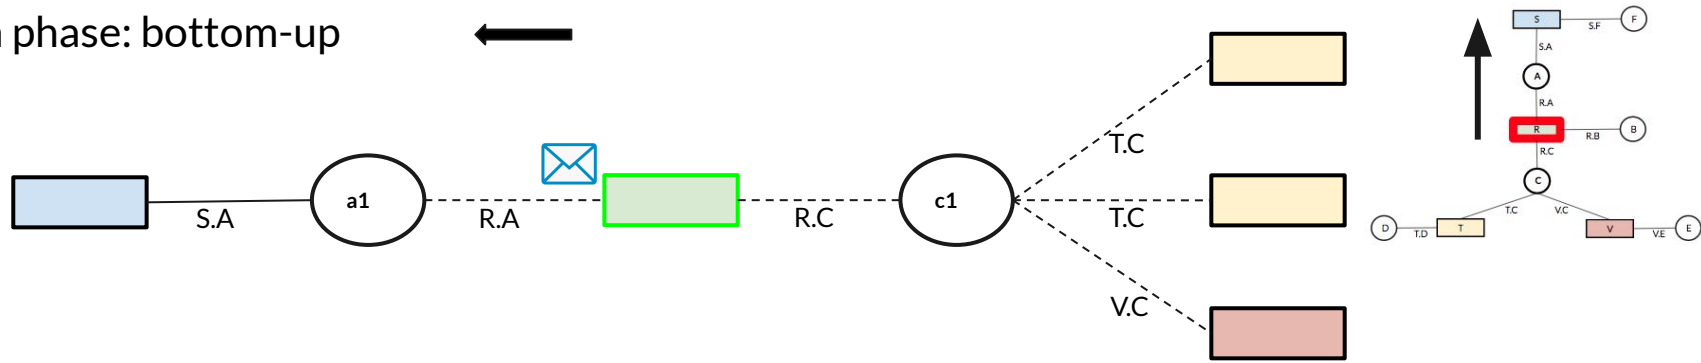 phase: bottom-up
S.A
a1
R.A
R.C
c1
T.C
T.C
V.C
S
S.F
F
S.A
A
R.A
R
R.B
B
R.C
C
T.C
V.C
D
T.D
T
V
V.E
E